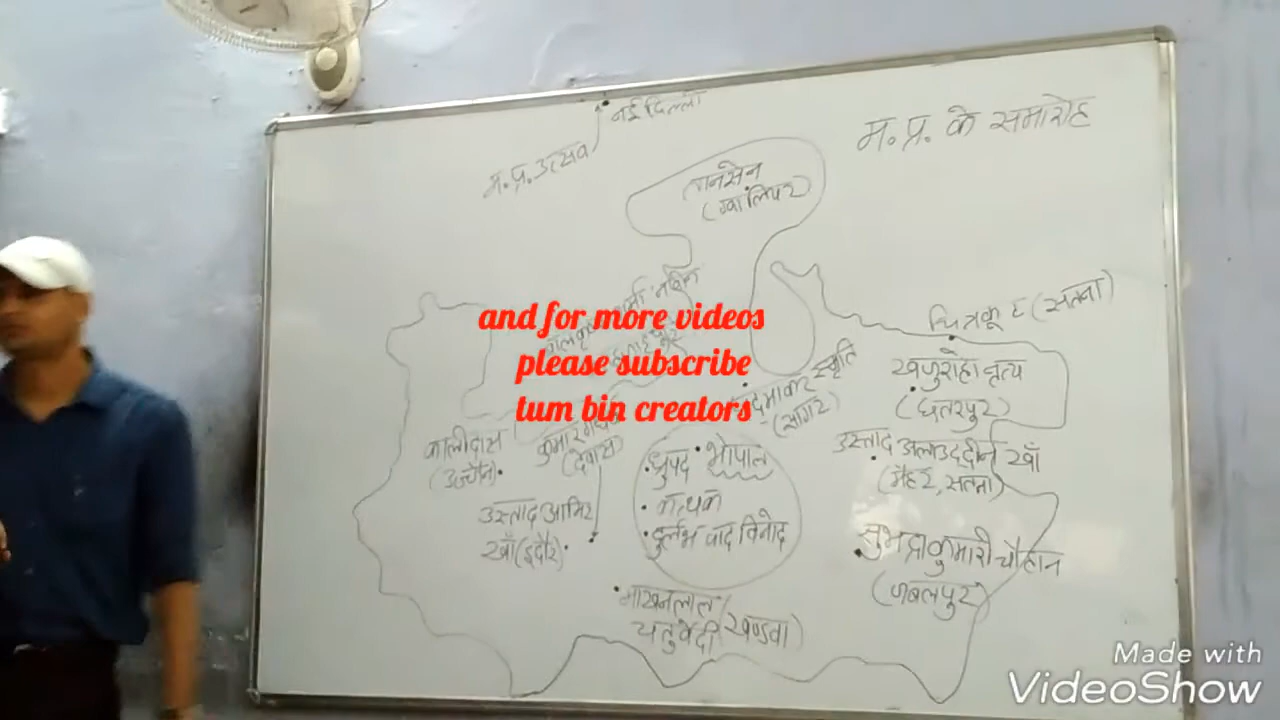 नई दिल्ली
म. प्र. उत्सव
म. प्र. के समारोह
तानसेन
(ग्वालियर)
चित्रकूट (सतना)
and for more videos
please subscribe
tum bin creators
खजुराहो नृत्य
(छतरपुर)
स्मृति
(सागर)
कालीदास
(उज्जैन)
(देवास)
ध्रुपद
भोपाल
उस्ताद अलाउद्दीन खाँ
(मैहर, सतना)
कत्थक
उस्ताद आमिर
खाँ (इंदौर)
दुर्लभ वाद्य विनोद
सुभद्राकुमारी चौहान
(जबलपुर)
माखनलाल
चतुर्वेदी (खण्डवा)
Made with
VideoShow